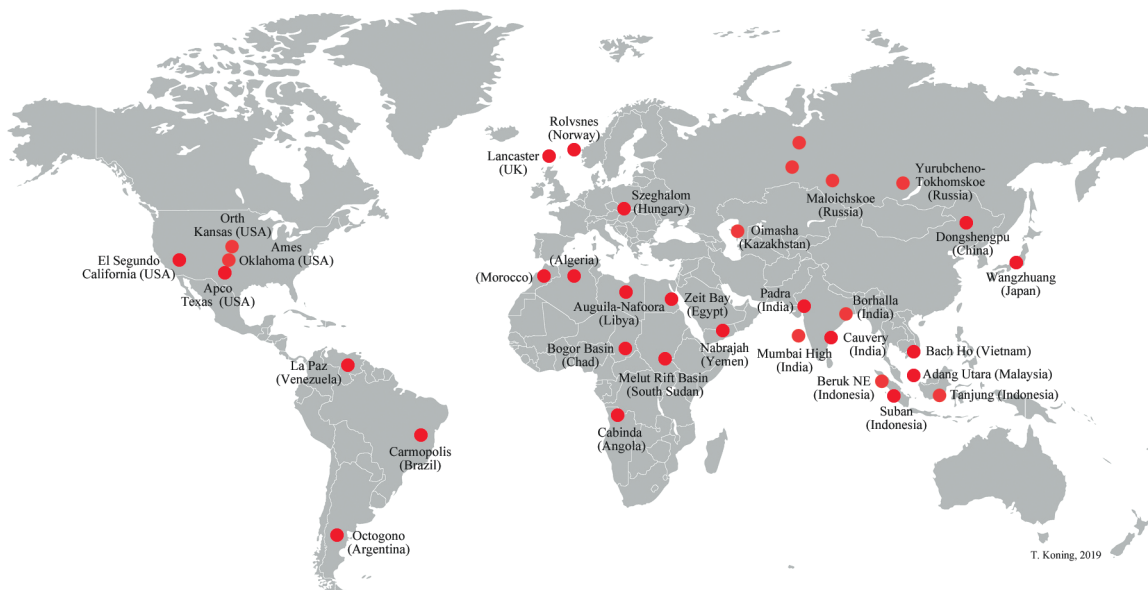 Rolvsnes
(Norway)
Lancaster
(UK)
Szeghalom
(Hungary)
Yurubcheno-
Tokhomskoe
(Russia)
Maloichskoe
(Russia)
Orth
Kansas (USA)
Ames
Oklahoma (USA)
El Segundo
California (USA)
Apco
Texas (USA)
Oimasha
(Kazakhstan)
Dongshengpu
(China)
Wangzhuang
(Japan)
(Algeria)
(Morocco)
Auguila-Nafoora
(Libya)
Zeit Bay
(Egypt)
Padra
(India)
Borhalla
(India)
Nabrajah
(Yemen)
Mumbai High
(India)
Cauvery
(India)
Bogor Basin
(Chad)
Melut Rift Basin
(South Sudan)
Bach Ho (Vietnam)
Adang Utara (Malaysia)
Beruk NE
(Indonesia)
Tanjung (Indonesia)
Suban
(Indonesia)
La Paz
(Venezuela)
Cabinda
(Angola)
Carmopolis
(Brazil)
Octogono
(Argentina)
T. Koning, 2019